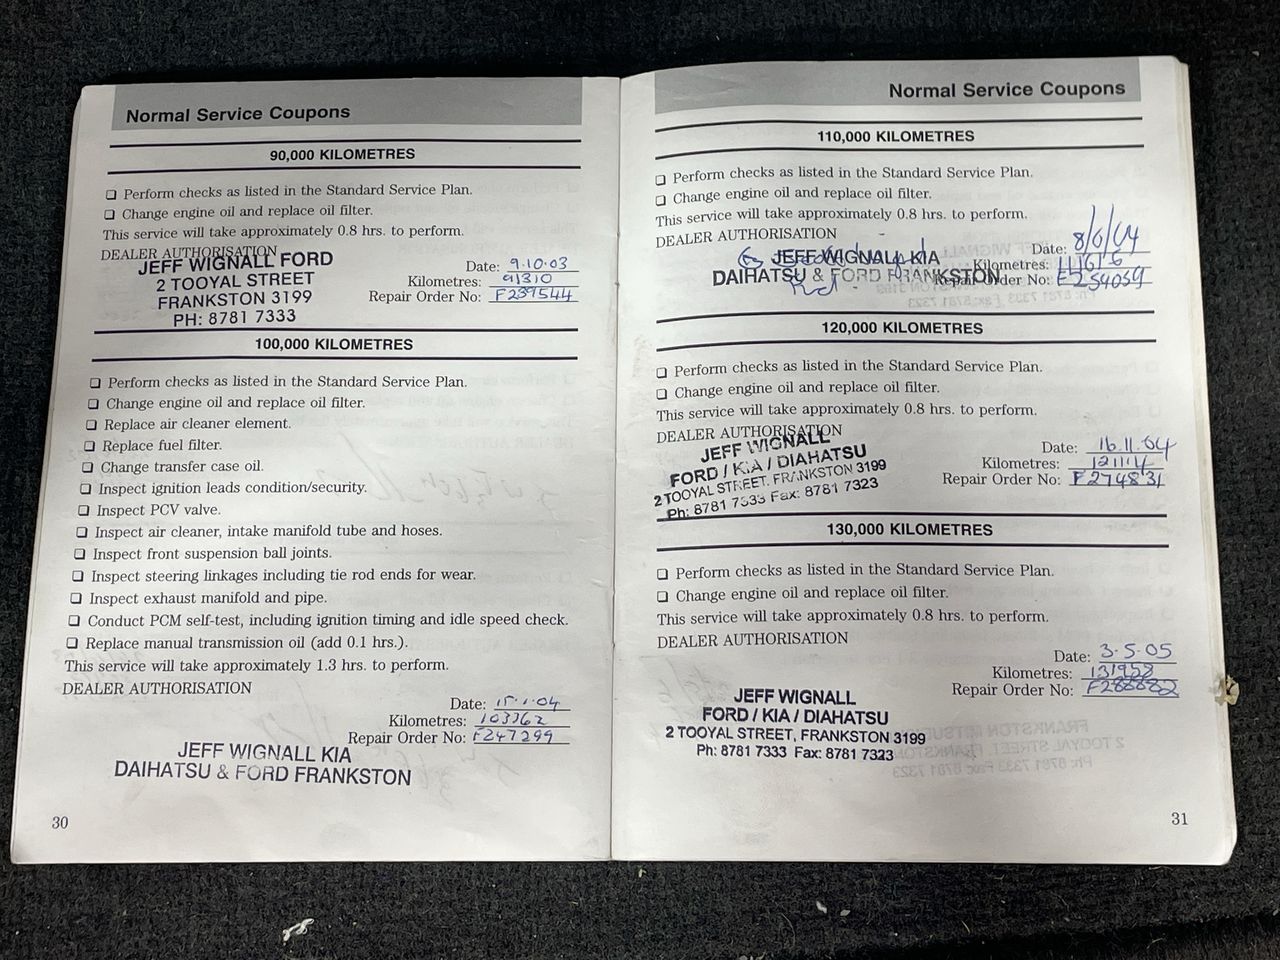 Normal Service Coupons
90,000 KILOMETRES
❏ Perform checks as listed in the Standard Service Plan.
❏ Change engine oil and replace oil filter.
This service will take approximately 0.8 hrs. to perform.
DEALER AUTHORISATION
JEFF WIGNALL FORD
2 TOOYAL STREET
FRANKSTON 3199
PH: 8781 7333
Date: 9.10.03
Kilometres: 91310
Repair Order No: F239544
100,000 KILOMETRES
❏ Perform checks as listed in the Standard Service Plan.
❏ Change engine oil and replace oil filter.
❏ Replace air cleaner element.
❏ Replace fuel filter.
❏ Change transfer case oil.
❏ Inspect ignition leads condition/security.
❏ Inspect PCV valve.
❏ Inspect air cleaner, intake manifold tube and hoses.
❏ Inspect front suspension ball joints.
❏ Inspect steering linkages including tie rod ends for wear.
❏ Inspect exhaust manifold and pipe.
❏ Conduct PCM self-test, including ignition timing and idle speed check.
❏ Replace manual transmission oil (add 0.1 hrs.).
This service will take approximately 1.3 hrs. to perform.
DEALER AUTHORISATION
Date: 15.1.04
Kilometres: 103362
Repair Order No: F247299
JEFF WIGNALL KIA
DAIHATSU & FORD FRANKSTON
30
Normal Service Coupons
110,000 KILOMETRES
❏ Perform checks as listed in the Standard Service Plan.
❏ Change engine oil and replace oil filter.
This service will take approximately 0.8 hrs. to perform.
DEALER AUTHORISATION
JEFF WIGNALL KIA
DAIHATSU & FORD FRANKSTON
Date: 8/6/04
Kilometres: 111616
Repair Order No: F259059
120,000 KILOMETRES
❏ Perform checks as listed in the Standard Service Plan.
❏ Change engine oil and replace oil filter.
This service will take approximately 0.8 hrs. to perform.
DEALER AUTHORISATION
JEFF WIGNALL
FORD / KIA / DIAHATSU
2 TOOYAL STREET, FRANKSTON 3199
Ph: 8781 7333 Fax: 8781 7323
Date: 16.11.04
Kilometres: 121114
Repair Order No: F274831
130,000 KILOMETRES
❏ Perform checks as listed in the Standard Service Plan.
❏ Change engine oil and replace oil filter.
This service will take approximately 0.8 hrs. to perform.
DEALER AUTHORISATION
Date: 3.5.05
Kilometres: 131958
Repair Order No: F288882
JEFF WIGNALL
FORD / KIA / DIAHATSU
2 TOOYAL STREET, FRANKSTON 3199
Ph: 8781 7333 Fax: 8781 7323
31